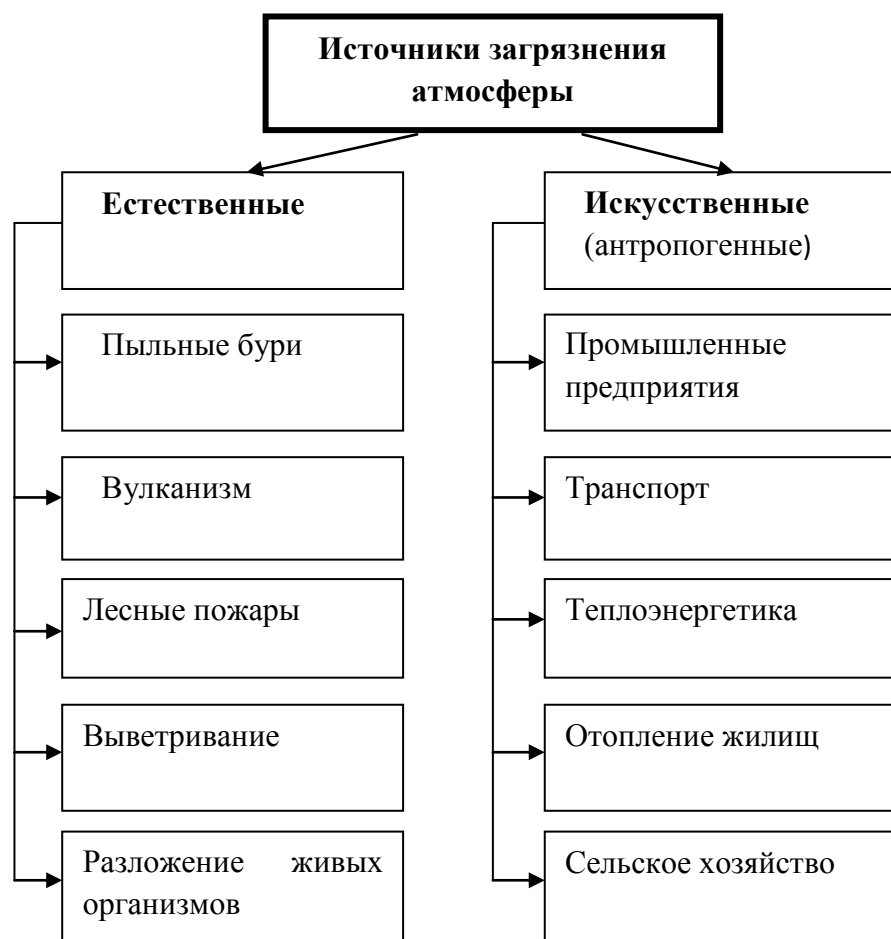 Источники загрязнения
атмосферы
Естественные
Искусственные
(антропогенные)
Пыльные бури
Промышленные
предприятия
Вулканизм
Транспорт
Лесные пожары
Теплоэнергетика
Выветривание
Отопление жилищ
Разложение живых
организмов
Сельское хозяйство